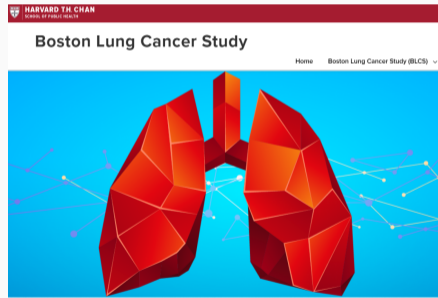 HARVARD T.H. CHAN
SCHOOL OF PUBLIC HEALTH
Boston Lung Cancer Study
Home Boston Lung Cancer Study (BLCS)